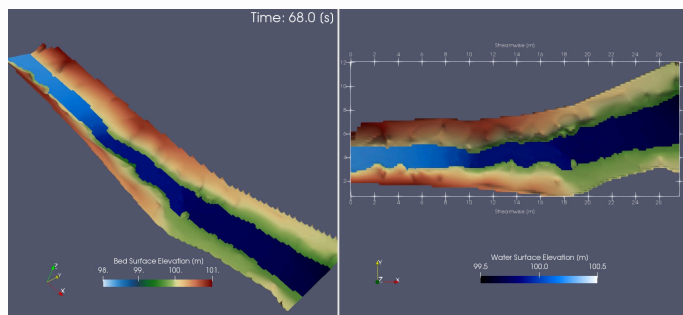 Time: 68.0 (s)
Bed Surface Elevation (m)
98. 99. 100. 101.
Z
Y
X
Streamwise (m)
0 2 4 6 8 10 12 14 16 18 20 22 24 26
12
10
8
6
4
2
0 2 4 6 8 10 12 14 16 18 20 22 24 26
Streamwise (m)
Water Surface Elevation (m)
99.5 100.0 100.5
Y
Z
X